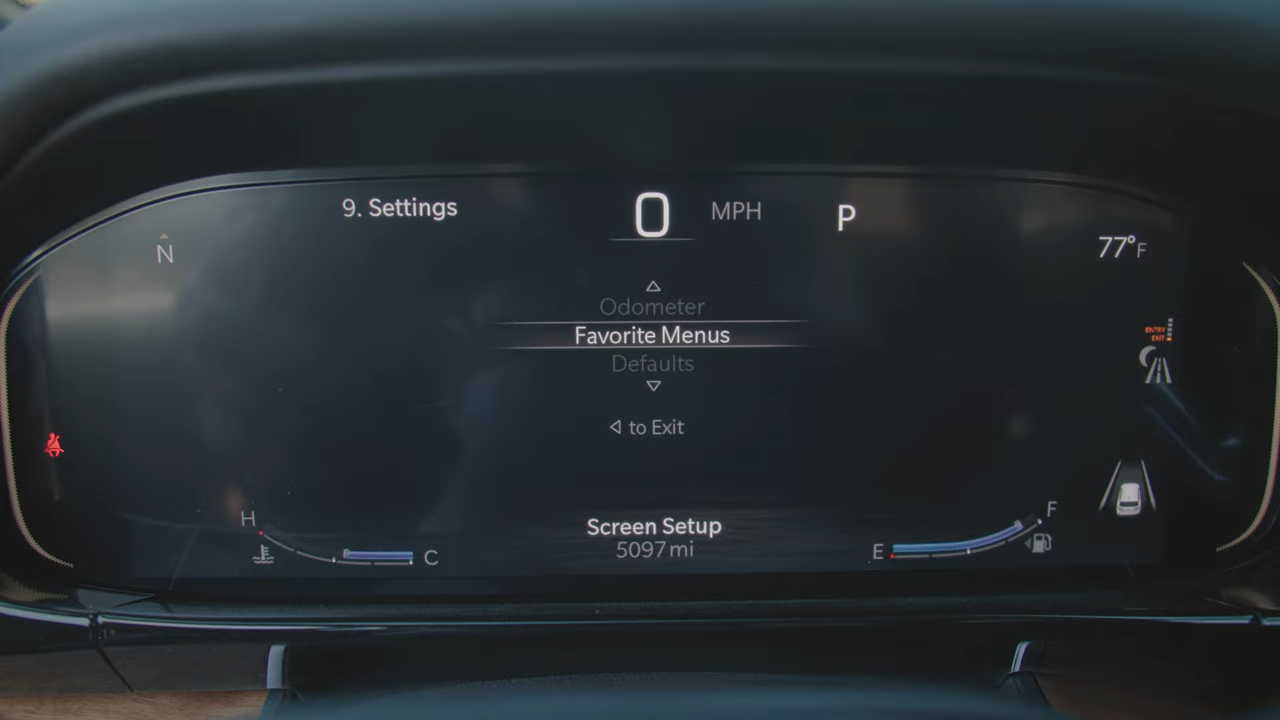 9. Settings
0 MPH
P
N
77°F
Odometer
Favorite Menus
Defaults
ENTRY
EXIT
◁ to Exit
H
C
Screen Setup
5097 mi
E
F